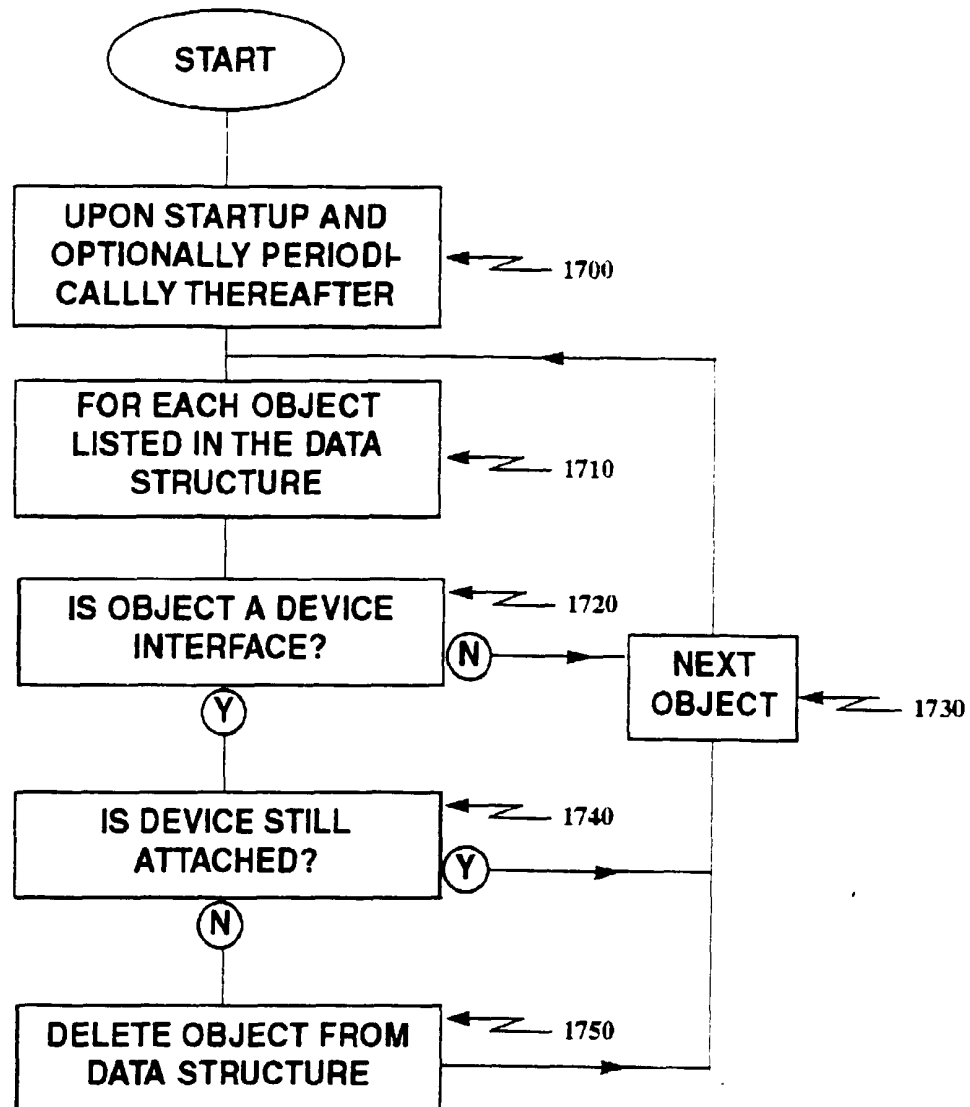 START
UPON STARTUP AND
OPTIONALLY PERIODI-
CALLLY THEREAFTER
1700
FOR EACH OBJECT
LISTED IN THE DATA
STRUCTURE
1710
IS OBJECT A DEVICE
INTERFACE?
1720
N
NEXT
OBJECT
1730
Y
IS DEVICE STILL
ATTACHED?
1740
Y
N
DELETE OBJECT FROM
DATA STRUCTURE
1750